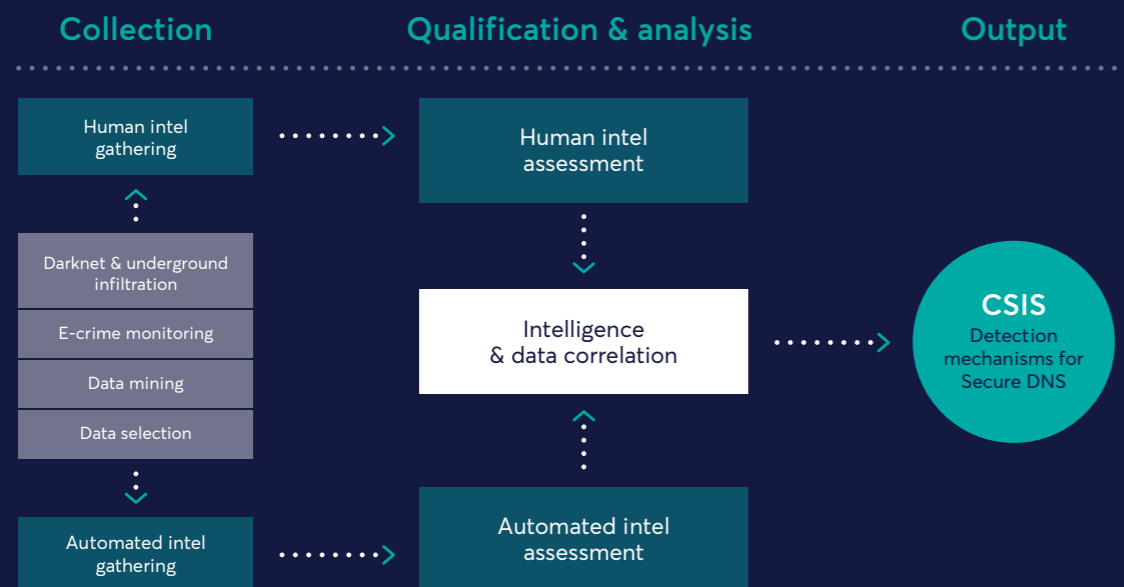 Collection
Qualification & analysis
Output
Human intel
gathering
Human intel
assessment
Darknet & underground
infiltration
E-crime monitoring
Data mining
Data selection
Intelligence
& data correlation
CSIS
Detection
mechanisms for
Secure DNS
Automated intel
gathering
Automated intel
assessment